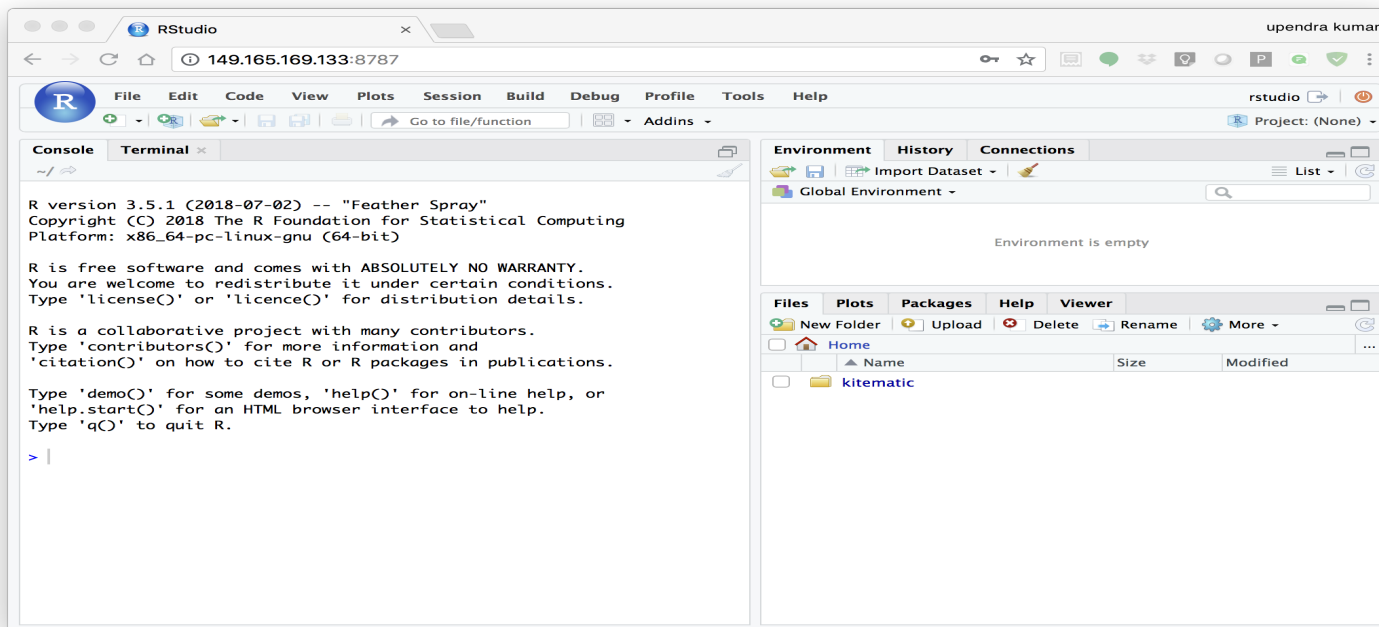 RStudio
upendra kumar
149.165.169.133:8787
P
R
File Edit Code View Plots Session Build Debug Profile Tools Help
rstudio
Go to file/function
Addins
Project: (None)
Console Terminal
~/
R version 3.5.1 (2018-07-02) -- "Feather Spray"
Copyright (C) 2018 The R Foundation for Statistical Computing
Platform: x86_64-pc-linux-gnu (64-bit)
R is free software and comes with ABSOLUTELY NO WARRANTY.
You are welcome to redistribute it under certain conditions.
Type 'license()' or 'licence()' for distribution details.
R is a collaborative project with many contributors.
Type 'contributors()' for more information and
'citation()' on how to cite R or R packages in publications.
Type 'demo()' for some demos, 'help()' for on-line help, or
'help.start()' for an HTML browser interface to help.
Type 'q()' to quit R.
>
Environment History Connections
Import Dataset
List
Global Environment
Environment is empty
Files Plots Packages Help Viewer
New Folder Upload Delete Rename More
Home
...
Name Size Modified
kitematic